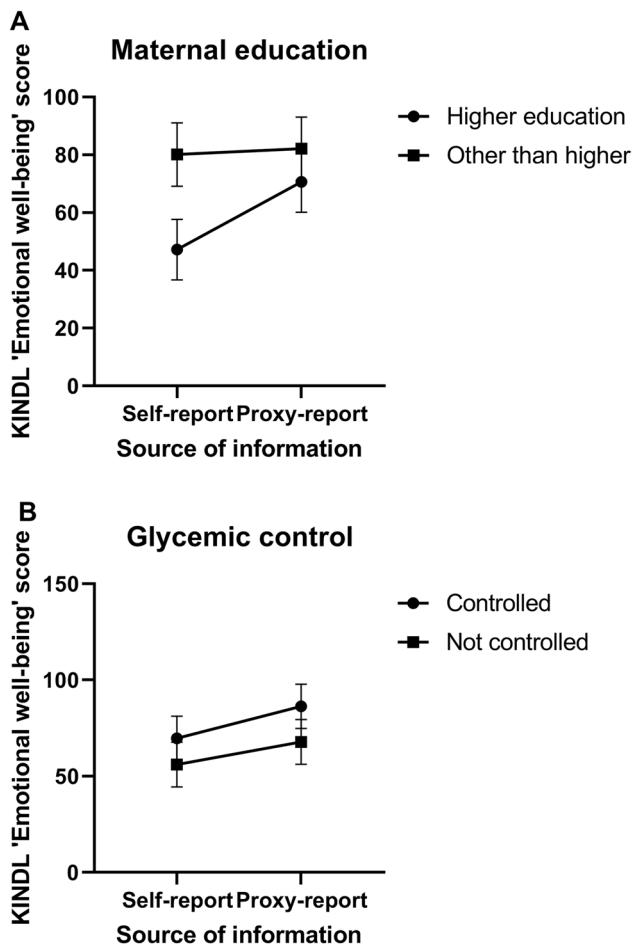 A
Maternal education
KINDL 'Emotional well-being' score
100
80
60
40
20
0
Self-report Proxy-report
Source of information
Higher education
Other than higher
B
Glycemic control
KINDL 'Emotional well-being' score
150
100
50
0
Self-report Proxy-report
Source of information
Controlled
Not controlled